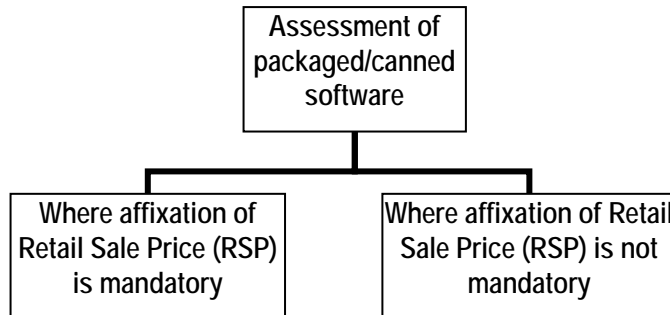 Assessment of
packaged/canned
software
Where affixation of
Retail Sale Price (RSP)
is mandatory
Where affixation of Retail
Sale Price (RSP) is not
mandatory